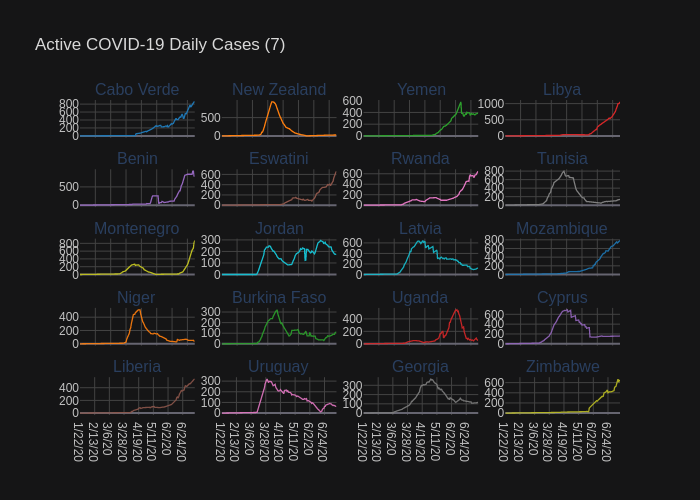 Active COVID-19 Daily Cases (7)
Cabo Verde New Zealand Yemen Libya
800 600 400 200 0
500 0
600 400 200 0
1000 500 0
Benin Eswatini Rwanda Tunisia
500 0
600 400 200 0
600 400 200 0
800 600 400 200 0
Montenegro Jordan Latvia Mozambique
800 600 400 200 0
300 200 100 0
600 400 200 0
800 600 400 200 0
Niger Burkina Faso Uganda Cyprus
400 200 0
300 200 100 0
400 200 0
600 400 200 0
Liberia Uruguay Georgia Zimbabwe
400 200 0
300 200 100 0
300 200 100 0
600 400 200 0
1/22/20 2/13/20 3/6/20 3/28/20 4/19/20 5/11/20 6/2/20 6/24/20
1/22/20 2/13/20 3/6/20 3/28/20 4/19/20 5/11/20 6/2/20 6/24/20
1/22/20 2/13/20 3/6/20 3/28/20 4/19/20 5/11/20 6/2/20 6/24/20
1/22/20 2/13/20 3/6/20 3/28/20 4/19/20 5/11/20 6/2/20 6/24/20